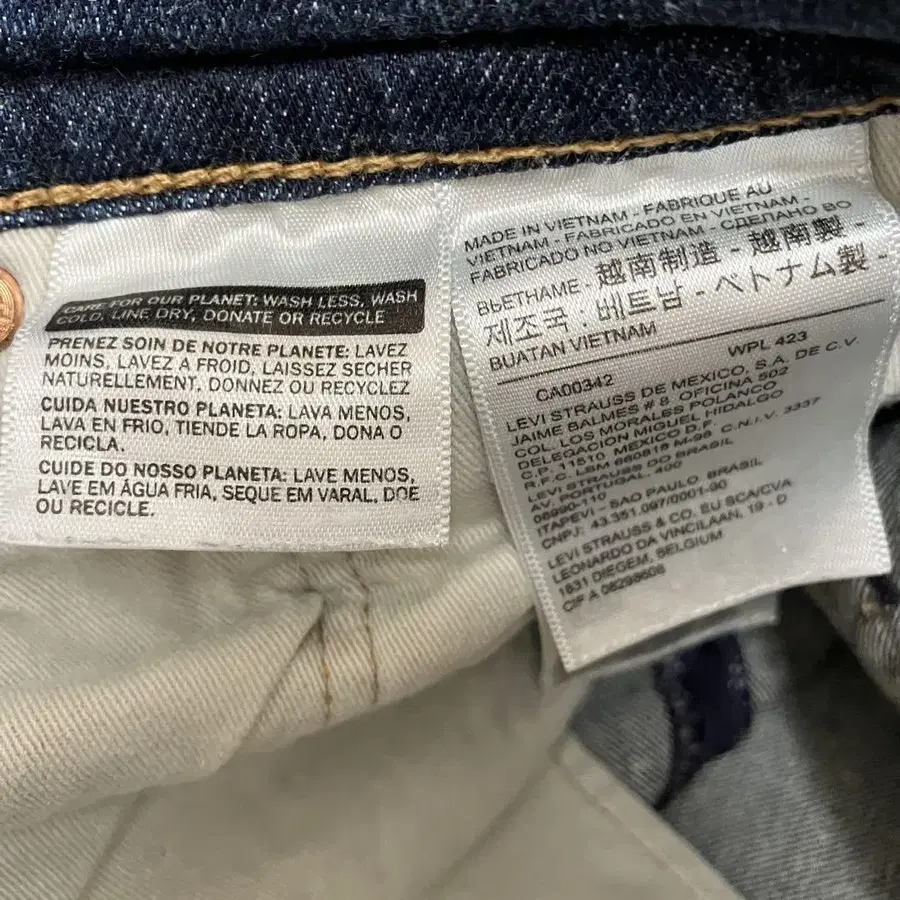 CARE FOR OUR PLANET: WASH LESS, WASH
COLD, LINE DRY, DONATE OR RECYCLE
PRENEZ SOIN DE NOTRE PLANETE: LAVEZ
MOINS, LAVEZ A FROID, LAISSEZ SECHER
NATURELLEMENT, DONNEZ OU RECYCLEZ
CUIDA NUESTRO PLANETA: LAVA MENOS,
LAVA EN FRIO, TIENDE LA ROPA, DONA O
RECICLA.
CUIDE DO NOSSO PLANETA: LAVE MENOS,
LAVE EM ÁGUA FRIA, SEQUE EM VARAL, DOE
OU RECICLE.
MADE IN VIETNAM - FABRIQUE AU
VIETNAM - FABRICADO EN VIETNAM -
FABRICADO NO VIETNAM - СДЕЛАНО ВО
ВЬЕТНАМЕ - 越南制造 - 越南製 -
제조국 : 베트남 - ベトナム製 -
BUATAN VIETNAM
CA00342 WPL 423
LEVI STRAUSS DE MEXICO, S.A. DE C.V.
JAIME BALMES # 8 OFICINA 502
COL. LOS MORALES POLANCO
DELEGACION MIGUEL HIDALGO
C.P. 11510 MEXICO D.F. C.N.I.V. 3337
R.F.C. LSM 660818 M-98
LEVI STRAUSS DO BRASIL
AV. PORTUGAL. 400
06690-110
ITAPEVI - SAO PAULO, BRASIL
CNPJ: 43.351.097/0001-90
LEVI STRAUSS & CO. EU SCA/CVA
LEONARDO DA VINCILAAN, 19 - D
1831 DIEGEM, BELGIUM
CIF A 08298608